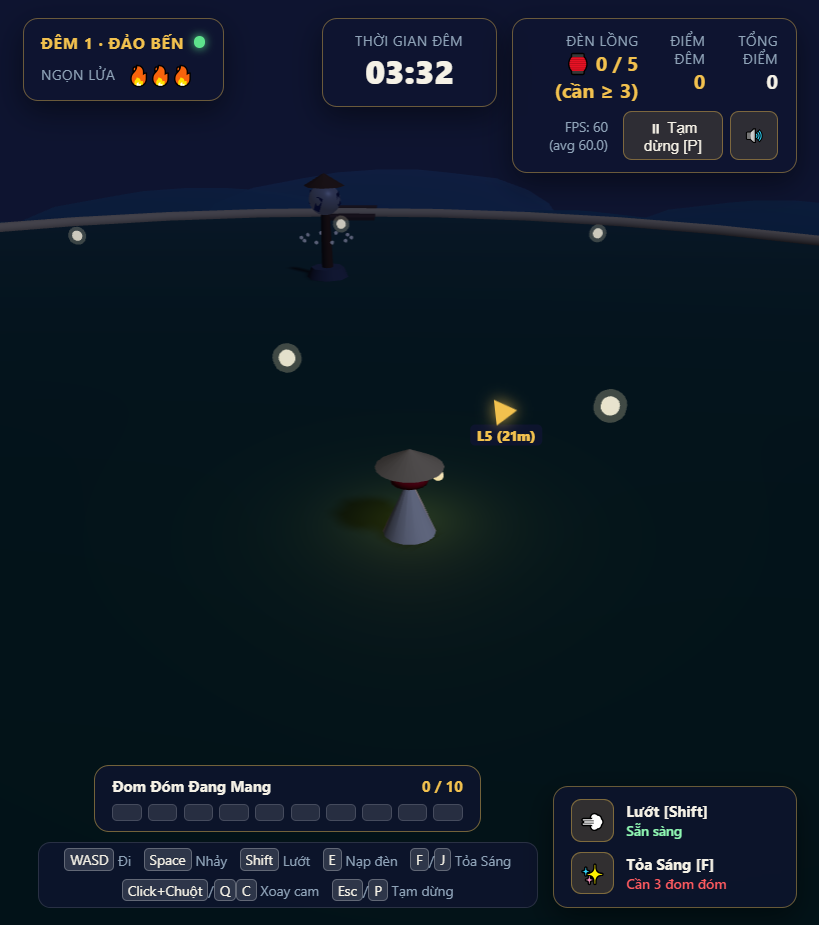 ĐÊM 1 · ĐẢO BẾN
NGỌN LỬA
THỜI GIAN ĐÊM
03:32
ĐÈN LỒNG
0 / 5
(cần ≥ 3)
ĐIỂM
ĐÊM
0
TỔNG
ĐIỂM
0
FPS: 60
(avg 60.0)
⏸ Tạm
dừng [P]
L5 (21m)
Đom Đóm Đang Mang 0 / 10
WASD Đi Space Nhảy Shift Lướt E Nạp đèn F/J Tỏa Sáng
Click+Chuột/Q C Xoay cam Esc/P Tạm dừng
Lướt [Shift]
Sẵn sàng
Tỏa Sáng [F]
Cần 3 đom đóm